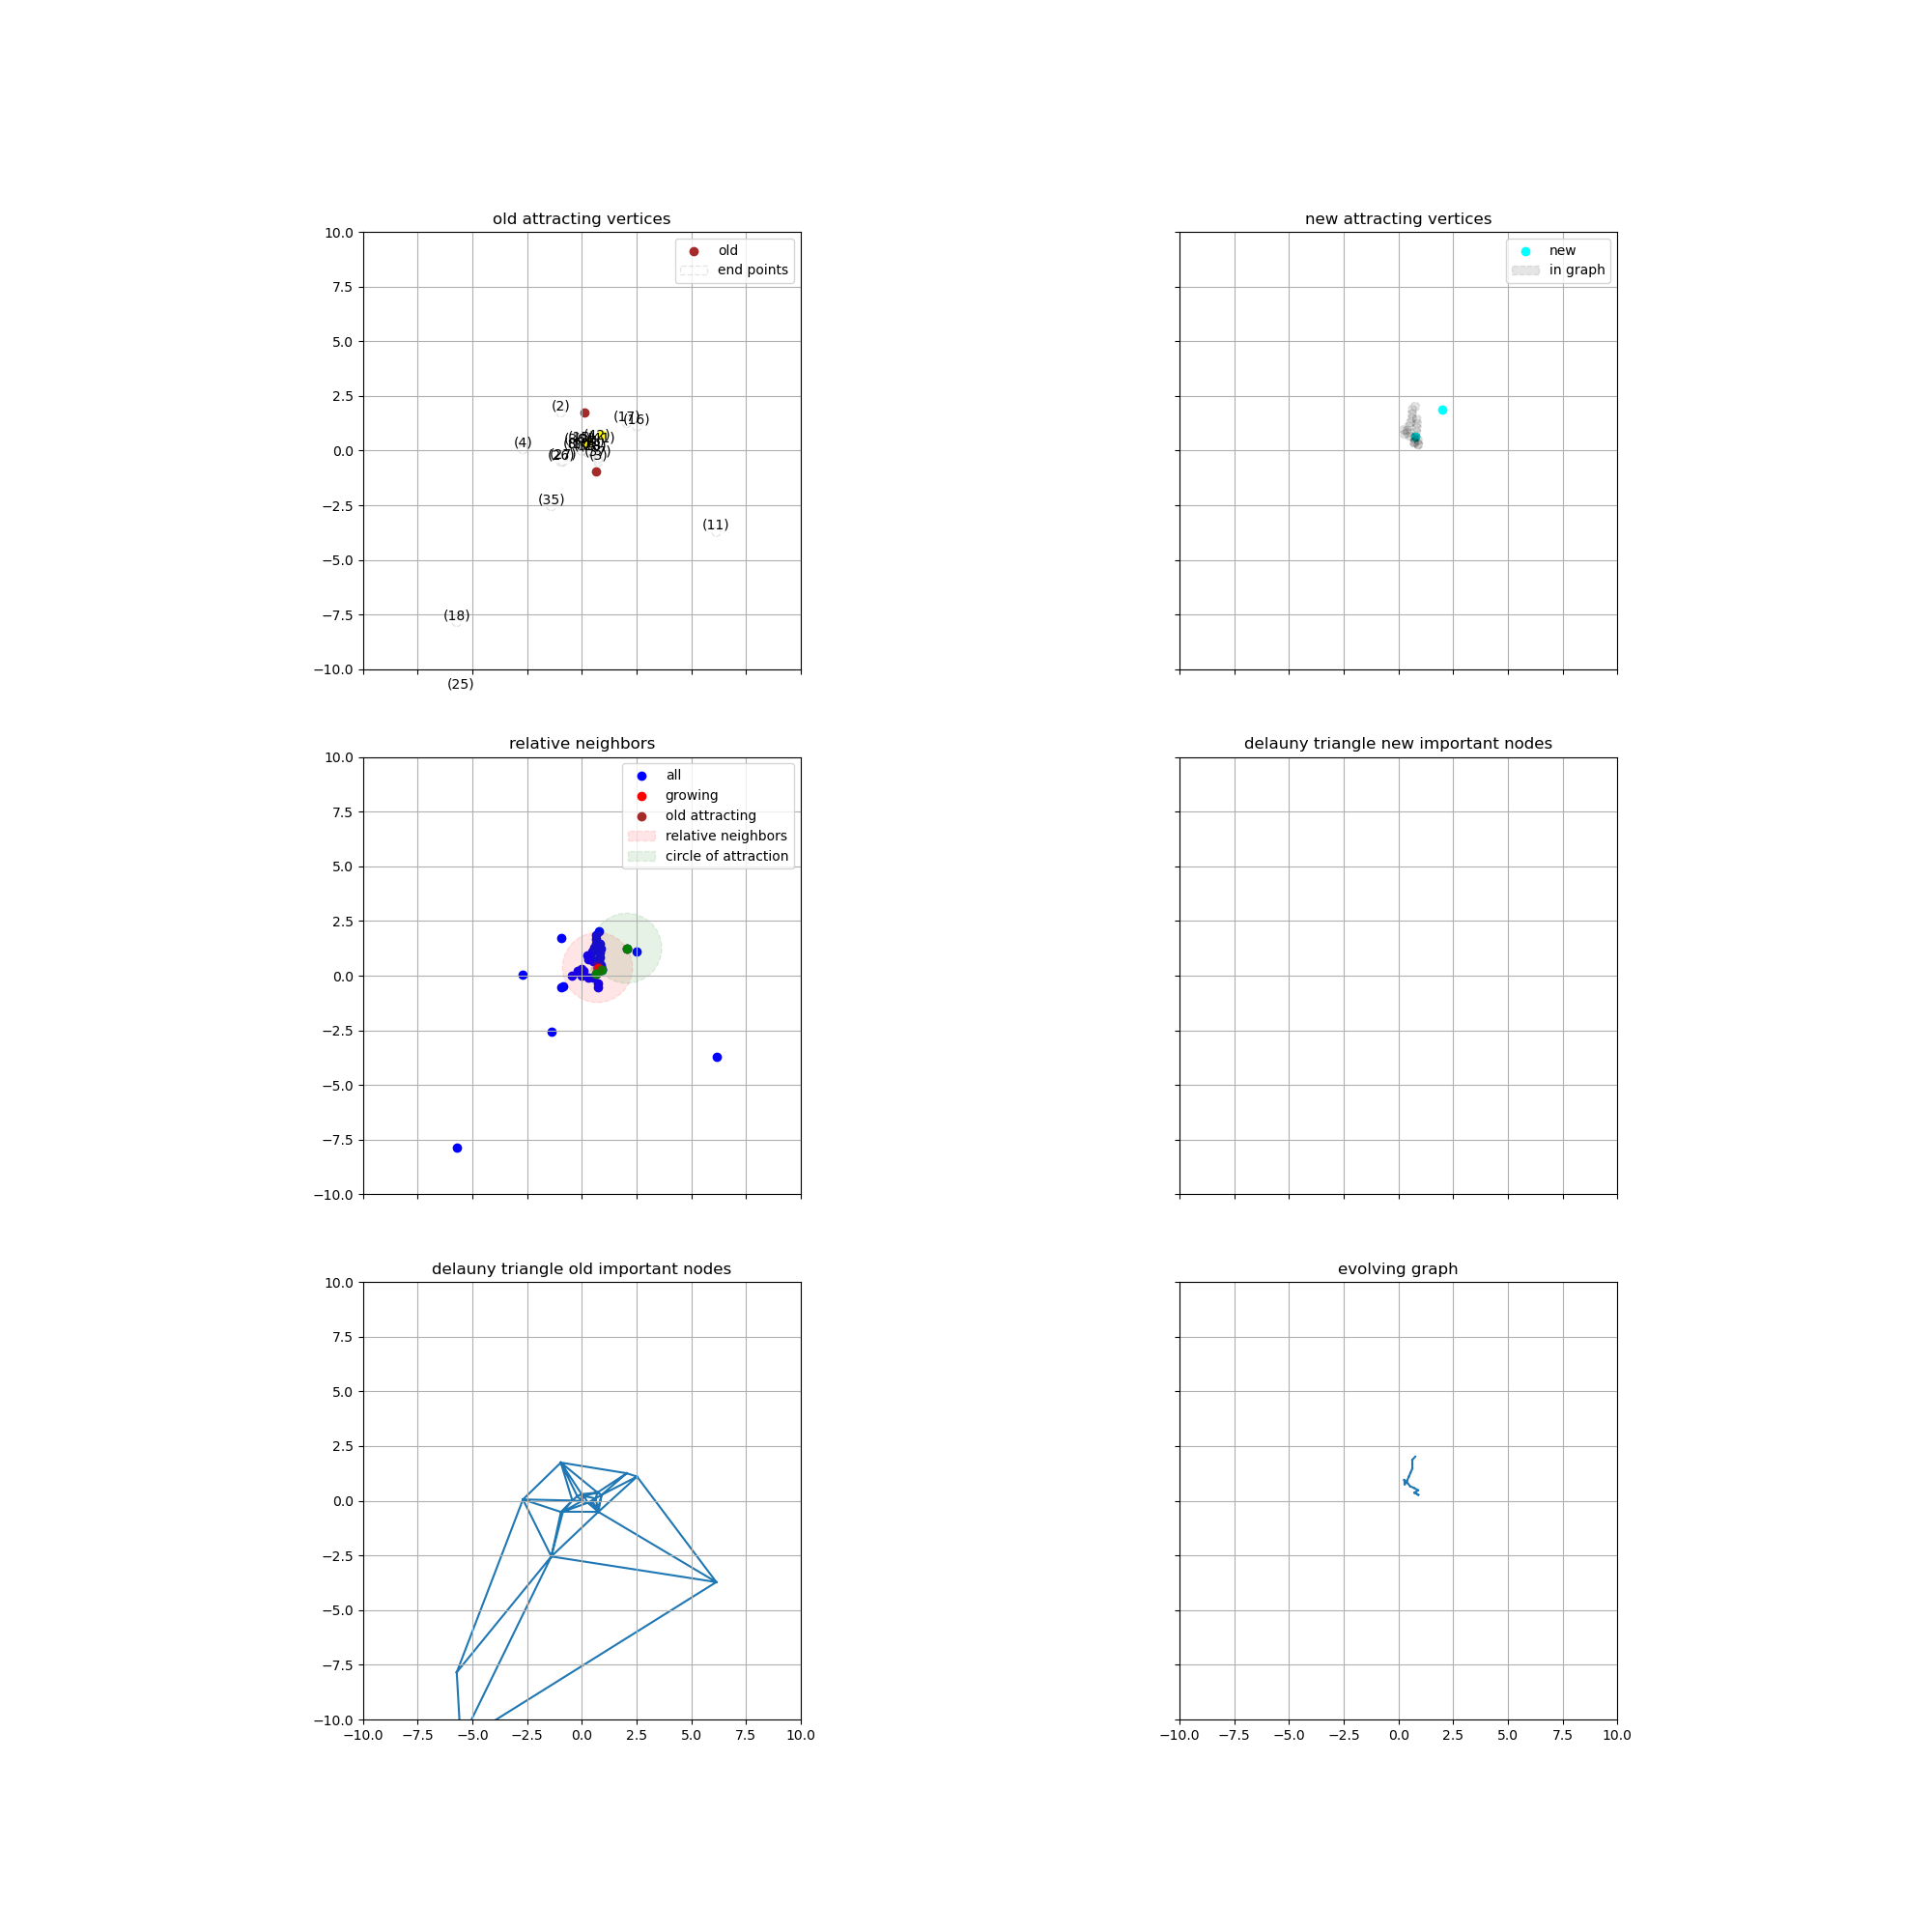 old attracting vertices
10.0
7.5
5.0
2.5
0.0
−2.5
−5.0
−7.5
−10.0
old
end points
(2)
(17)
(16)
(4)
(3)
(35)
(11)
(18)
(25)
new attracting vertices
new
in graph
relative neighbors
10.0
7.5
5.0
2.5
0.0
−2.5
−5.0
−7.5
−10.0
all
growing
old attracting
relative neighbors
circle of attraction
delauny triangle new important nodes
delauny triangle old important nodes
10.0
7.5
5.0
2.5
0.0
−2.5
−5.0
−7.5
−10.0
−10.0 −7.5 −5.0 −2.5 0.0 2.5 5.0 7.5 10.0
evolving graph
−10.0 −7.5 −5.0 −2.5 0.0 2.5 5.0 7.5 10.0